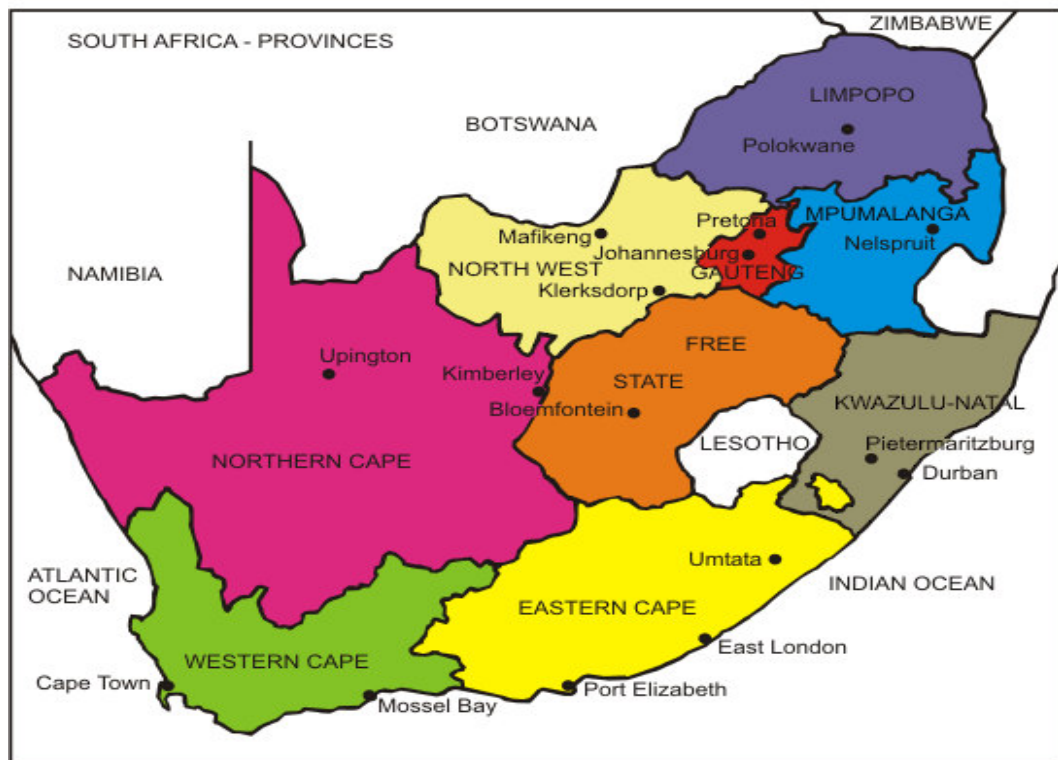 SOUTH AFRICA - PROVINCES
ZIMBABWE
LIMPOPO
BOTSWANA
Polokwane
Pretoria
MPUMALANGA
Mafikeng
Johannesburg
Nelspruit
NAMIBIA
NORTH WEST
GAUTENG
Klerksdorp
FREE
STATE
Upington
Kimberley
Bloemfontein
KWAZULU-NATAL
LESOTHO
Pietermaritzburg
NORTHERN CAPE
Durban
Umtata
ATLANTIC
OCEAN
INDIAN OCEAN
EASTERN CAPE
East London
WESTERN CAPE
Cape Town
Port Elizabeth
Mossel Bay